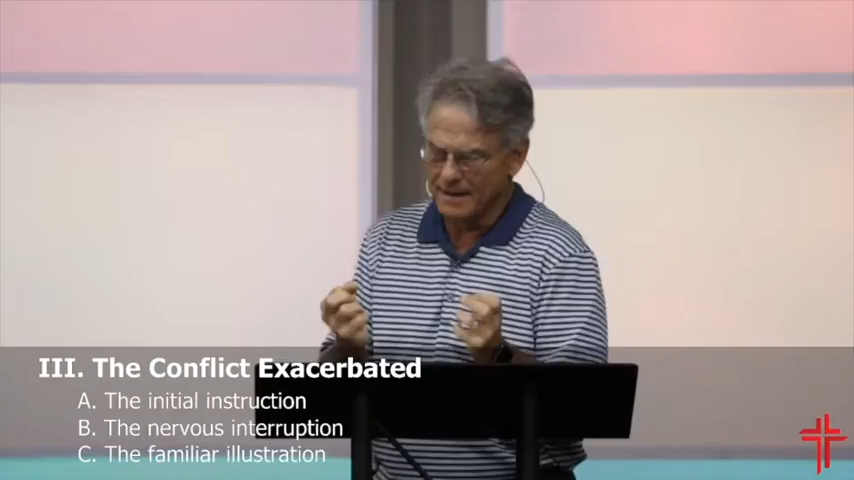 III. The Conflict Exacerbated
A. The initial instruction
B. The nervous interruption
C. The familiar illustration